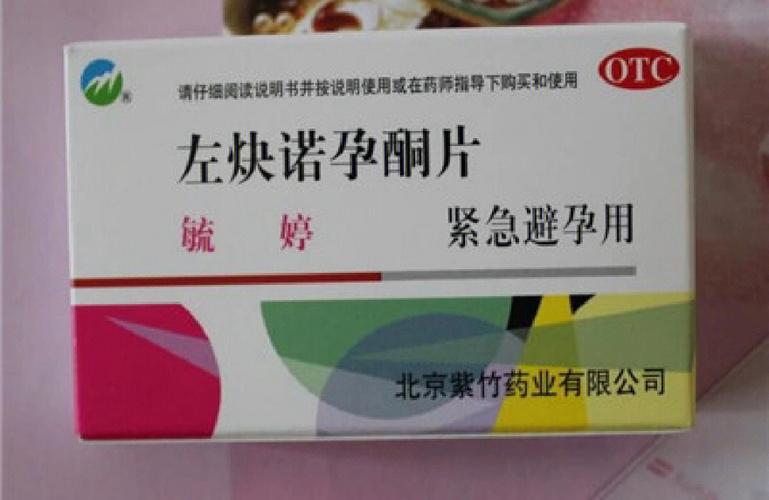 OTC
请仔细阅读说明书并按说明使用或在药师指导下购买和使用
左炔诺孕酮片
毓 婷 紧急避孕用
北京紫竹药业有限公司